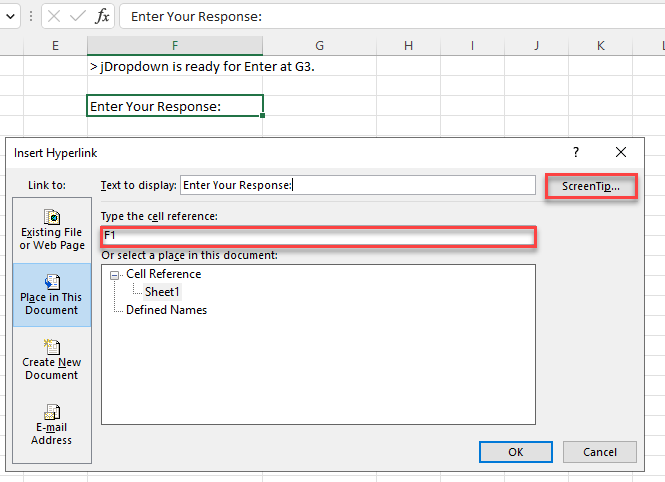 fx Enter Your Response:
E F G H I J K L
> jDropdown is ready for Enter at G3.
Enter Your Response:
Insert Hyperlink ?
Link to: Text to display: Enter Your Response: ScreenTip...
Existing File
or Web Page
Type the cell reference:
F1
Or select a place in this document:
Place in This
Document
Cell Reference
Sheet1
Defined Names
Create New
Document
E-mail
Address
OK Cancel